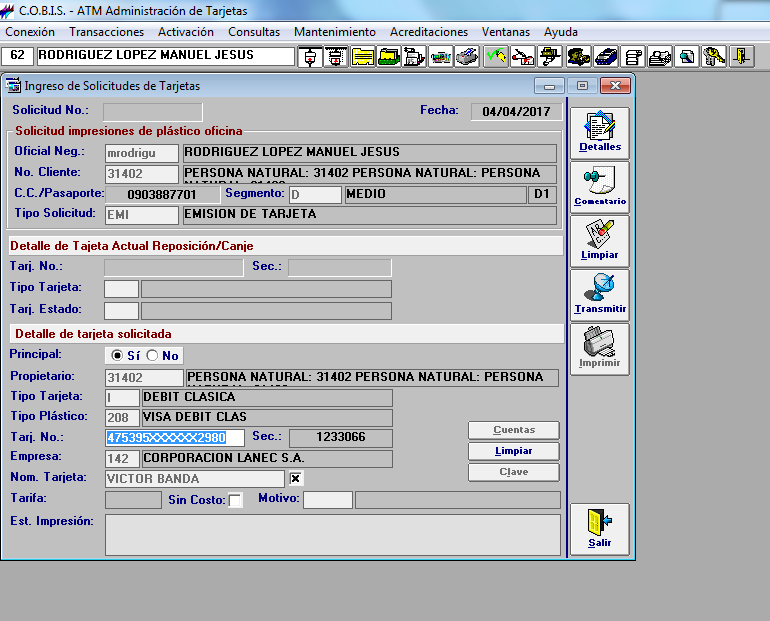 C.O.B.I.S. - ATM Administración de Tarjetas
Conexión Transacciones Activación Consultas Mantenimiento Acreditaciones Ventanas Ayuda
62 RODRIGUEZ LOPEZ MANUEL JESUS
Ingreso de Solicitudes de Tarjetas
Solicitud No.: Fecha: 04/04/2017
Solicitud impresiones de plástico oficina
Oficial Neg.: mrodrigu RODRIGUEZ LOPEZ MANUEL JESUS
No. Cliente: 31402 PERSONA NATURAL: 31402 PERSONA NATURAL: PERSONA
C.C./Pasaporte: 0903887701 Segmento: D MEDIO D1
Tipo Solicitud: EMI EMISION DE TARJETA
Detalle de Tajeta Actual Reposición/Canje
Tarj. No.: Sec.:
Tipo Tarjeta:
Tarj. Estado:
Detalle de tarjeta solicitada
Principal: Sí No
Propietario: 31402 PERSONA NATURAL: 31402 PERSONA NATURAL: PERSONA
Tipo Tarjeta: I DEBIT CLASICA
Tipo Plástico: 208 VISA DEBIT CLAS
Tarj. No.: 475395XXXXXX2980 Sec.: 1233066
Empresa: 142 CORPORACION LANEC S.A.
Nom. Tarjeta: VICTOR BANDA
Tarifa: Sin Costo: Motivo:
Est. Impresión:
Cuentas
Limpiar
Clave
Detalles
Comentario
Limpiar
Transmitir
Imprimir
Salir